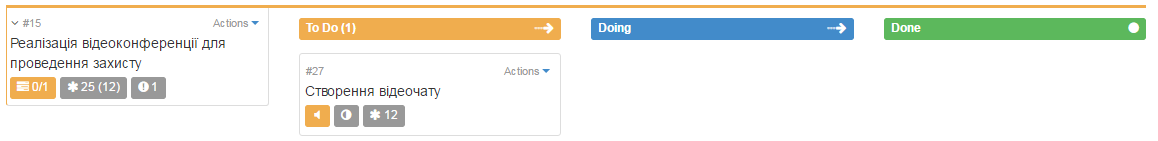 #15 Actions
Реалізація відеоконференції для
проведення захисту
0/1 25 (12) 1
To Do (1)
#27 Actions
Створення відеочату
12
Doing
Done